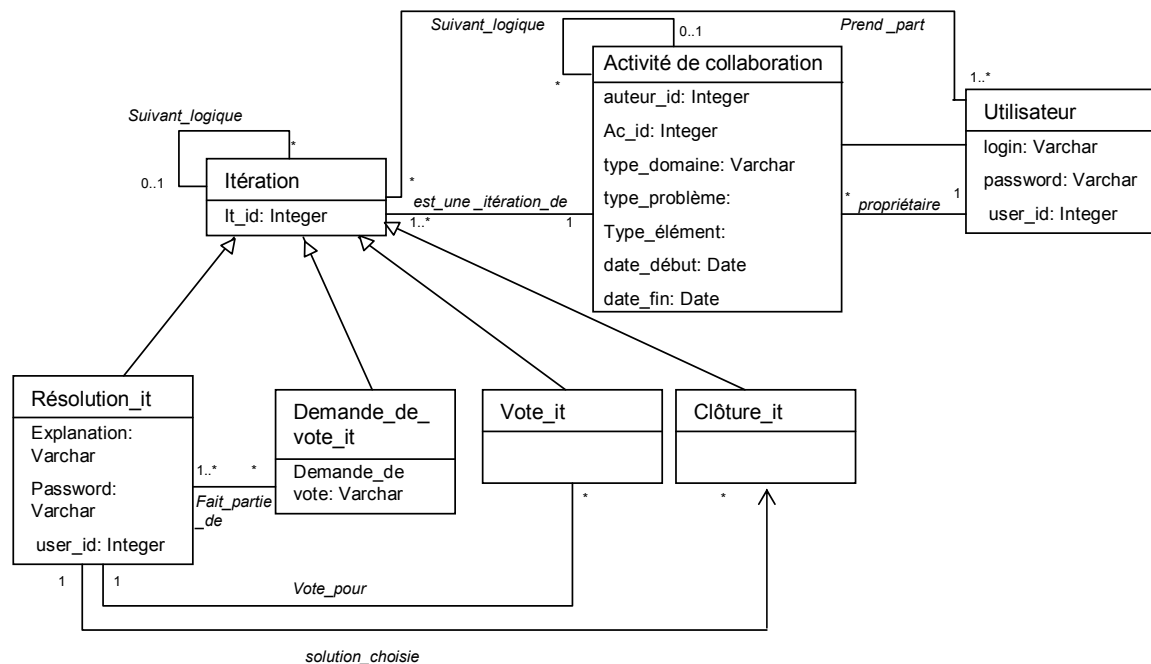 Suivant_logique
Prend _part
0..1
Activité de collaboration
*
1..*
auteur_id: Integer
Ac_id: Integer
type_domaine: Varchar
type_problème:
Type_élément:
date_début: Date
date_fin: Date
Utilisateur
login: Varchar
password: Varchar
user_id: Integer
*
1
propriétaire
Suivant_logique
*
0..1
Itération
It_id: Integer
*
est_une _itération_de
1..*
1
Résolution_it
Explanation:
Varchar
Password:
Varchar
user_id: Integer
1..*
*
Fait_partie
_de
Demande_de_
vote_it
Demande_de
vote: Varchar
Vote_it
*
Clôture_it
*
1
1
Vote_pour
solution_choisie